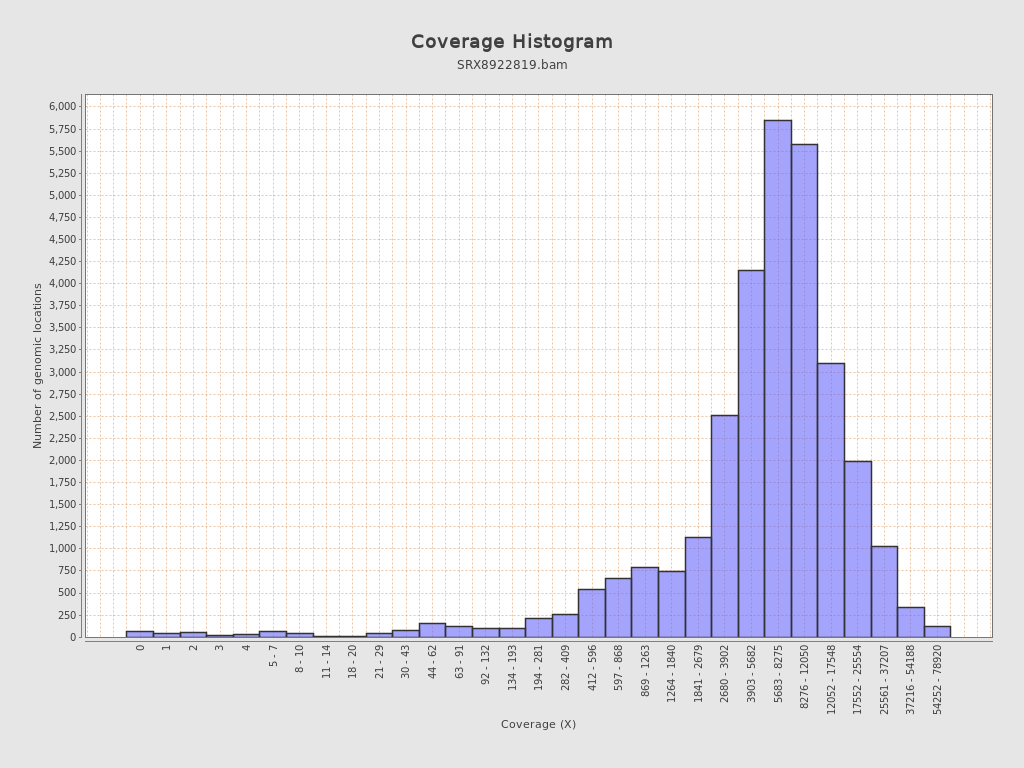 Coverage Histogram
SRX8922819.bam
Number of genomic locations
6,000
5,750
5,500
5,250
5,000
4,750
4,500
4,250
4,000
3,750
3,500
3,250
3,000
2,750
2,500
2,250
2,000
1,750
1,500
1,250
1,000
750
500
250
0
0
1
2
3
4
5 - 7
8 - 10
11 - 14
18 - 20
21 - 29
30 - 43
44 - 62
63 - 91
92 - 132
134 - 193
194 - 281
282 - 409
412 - 596
597 - 868
869 - 1263
1264 - 1840
1841 - 2679
2680 - 3902
3903 - 5682
5683 - 8275
8276 - 12050
12052 - 17548
17552 - 25554
25561 - 37207
37216 - 54188
54252 - 78920
Coverage (X)